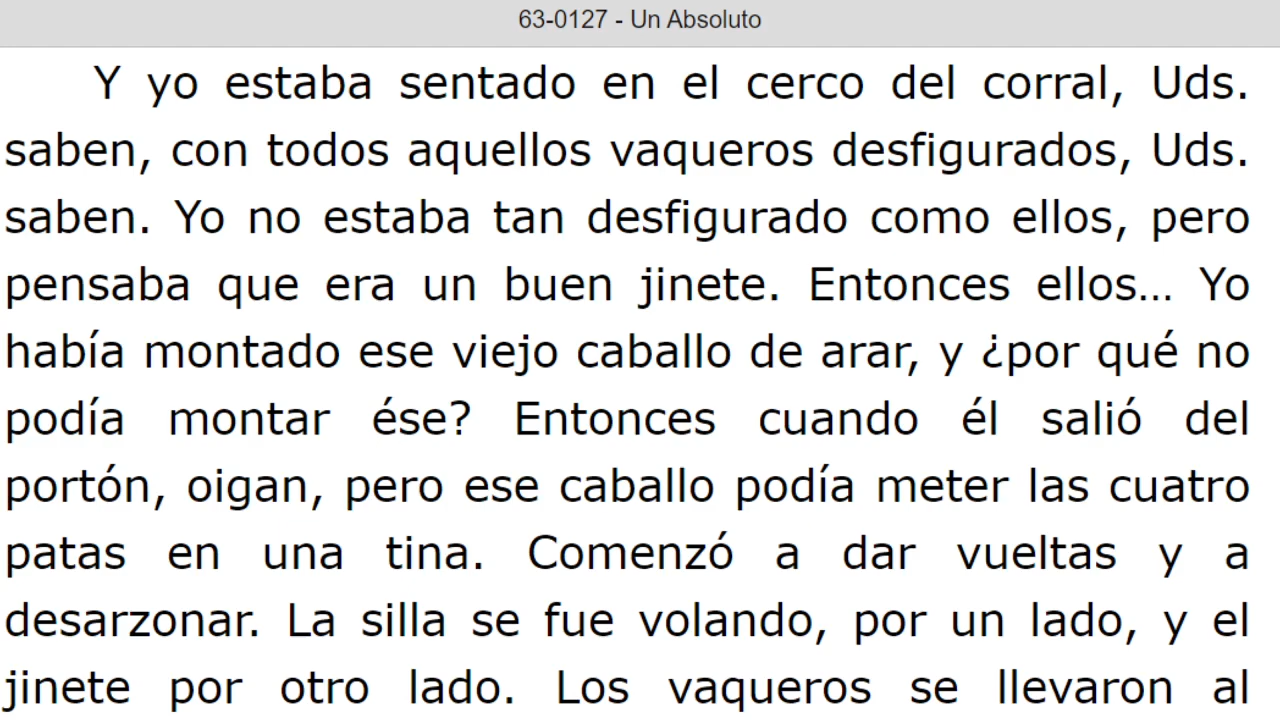 63-0127 - Un Absoluto
Y yo estaba sentado en el cerco del corral, Uds.
saben, con todos aquellos vaqueros desfigurados, Uds.
saben. Yo no estaba tan desfigurado como ellos, pero
pensaba que era un buen jinete. Entonces ellos... Yo
había montado ese viejo caballo de arar, y ¿por qué no
podía montar ése? Entonces cuando él salió del
portón, oigan, pero ese caballo podía meter las cuatro
patas en una tina. Comenzó a dar vueltas y a
desarzonar. La silla se fue volando, por un lado, y el
jinete por otro lado. Los vaqueros se llevaron al